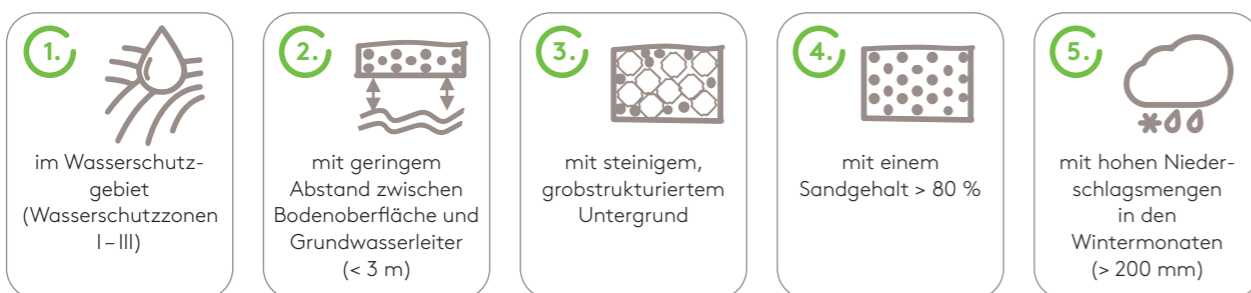 1.
im Wasserschutz-
gebiet
(Wasserschutzzonen
I – III)
2.
mit geringem
Abstand zwischen
Bodenoberfläche und
Grundwasserleiter
(< 3 m)
3.
mit steinigem,
grobstrukturiertem
Untergrund
4.
mit einem
Sandgehalt > 80 %
5.
mit hohen Nieder-
schlagsmengen
in den
Wintermonaten
(> 200 mm)